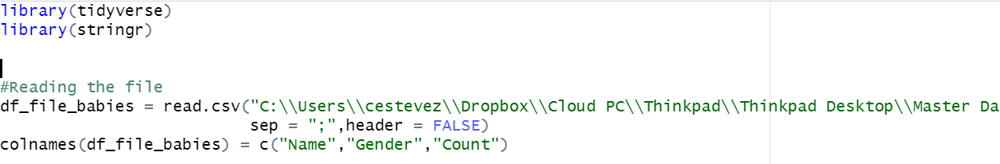 library(tidyverse)
library(stringr)
#Reading the file
df_file_babies = read.csv("C:\\Users\\cestevez\\Dropbox\\Cloud PC\\Thinkpad\\Thinkpad Desktop\\Master Da
sep = ";",header = FALSE)
colnames(df_file_babies) = c("Name","Gender","Count")